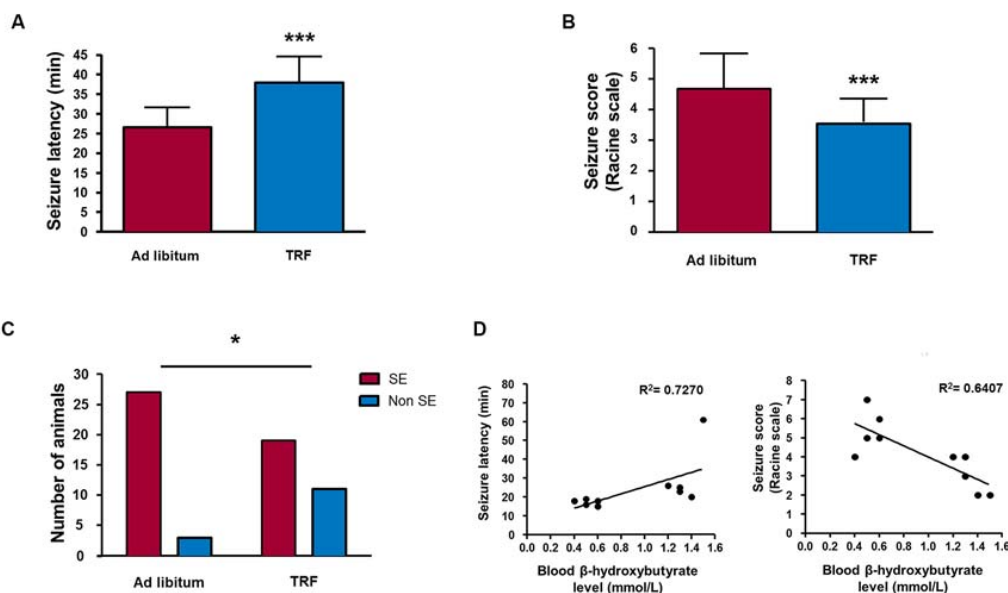 A
Seizure latency (min)
45
40
35
30
25
20
15
10
5
0
***
Ad libitum
TRF
B
Seizure score
(Racine scale)
6
5
4
3
2
1
0
***
Ad libitum
TRF
C
Number of animals
30
25
20
15
10
5
0
*
SE
Non SE
Ad libitum
TRF
D
Seizure latency (min)
80
70
60
50
40
30
20
10
0
R²= 0.7270
0.0 0.2 0.4 0.6 0.8 1.0 1.2 1.4 1.6
Blood β-hydroxybutyrate
level (mmol/L)
Seizure score
(Racine scale)
8
7
6
5
4
3
2
1
0
R²= 0.6407
0.0 0.2 0.4 0.6 0.8 1.0 1.2 1.4 1.6
Blood β-hydroxybutyrate
level (mmol/L)